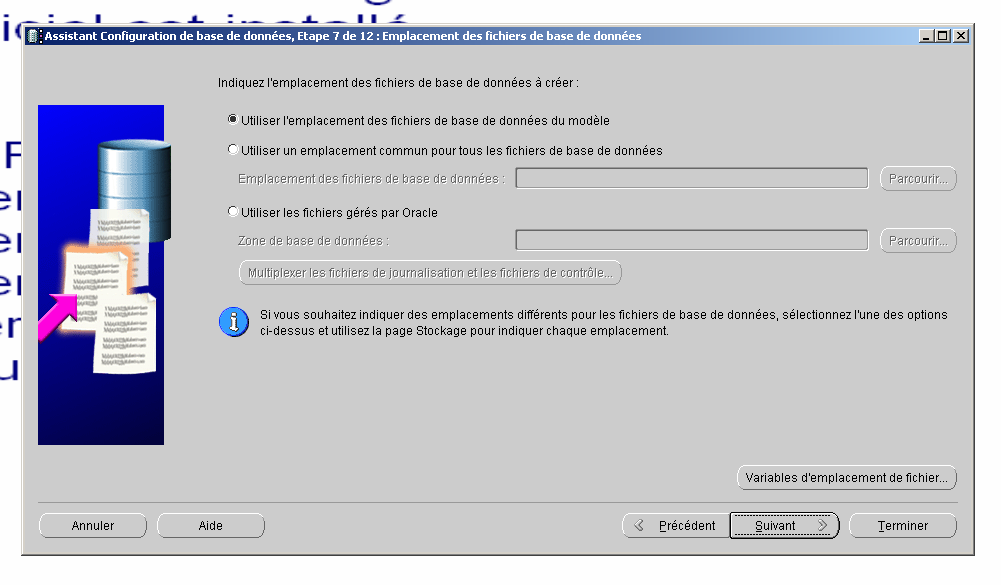 Assistant Configuration de base de données, Etape 7 de 12 : Emplacement des fichiers de base de données
Indiquez l'emplacement des fichiers de base de données à créer :
Utiliser l'emplacement des fichiers de base de données du modèle
Utiliser un emplacement commun pour tous les fichiers de base de données
Emplacement des fichiers de base de données :
Parcourir...
Utiliser les fichiers gérés par Oracle
Zone de base de données :
Parcourir...
Multiplexer les fichiers de journalisation et les fichiers de contrôle...
Si vous souhaitez indiquer des emplacements différents pour les fichiers de base de données, sélectionnez l'une des options
ci-dessus et utilisez la page Stockage pour indiquer chaque emplacement.
Variables d'emplacement de fichier...
Annuler
Aide
Précédent
Suivant
Terminer